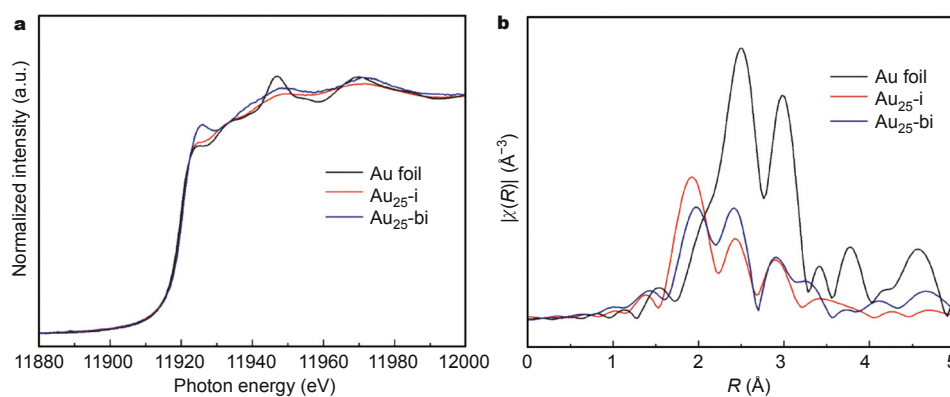 a
Normalized intensity (a.u.)
Au foil
Au₂₅-i
Au₂₅-bi
11880 11900 11920 11940 11960 11980 12000
Photon energy (eV)
b
|χ(R)| (Å⁻³)
Au foil
Au₂₅-i
Au₂₅-bi
0 1 2 3 4 5
R (Å)